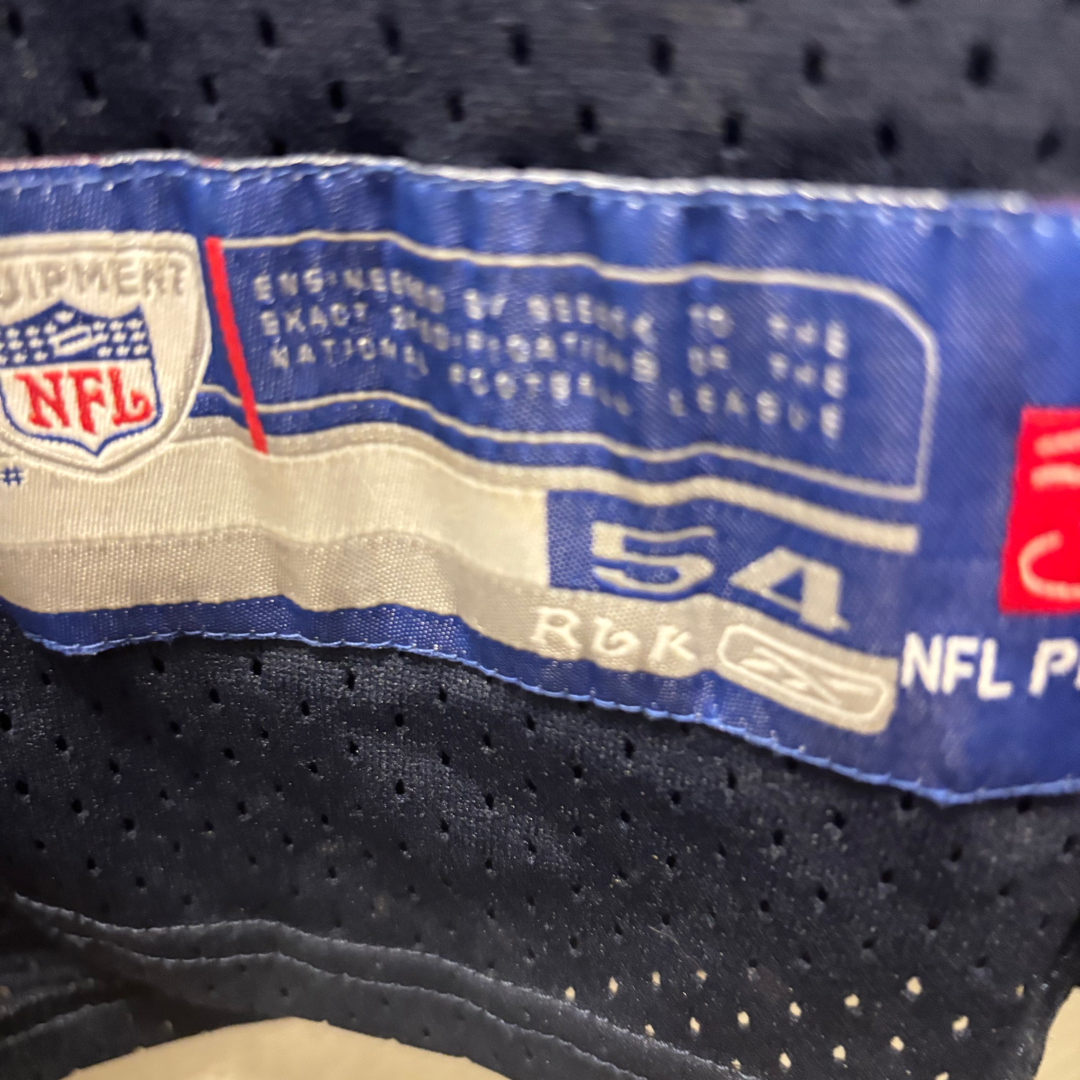 UIPMENT
NFL
#
ENGINEERED BY REEBOK TO THE
EXACT SPECIFICATIONS OF THE
NATIONAL FOOTBALL LEAGUE
54
RBK
NFL P